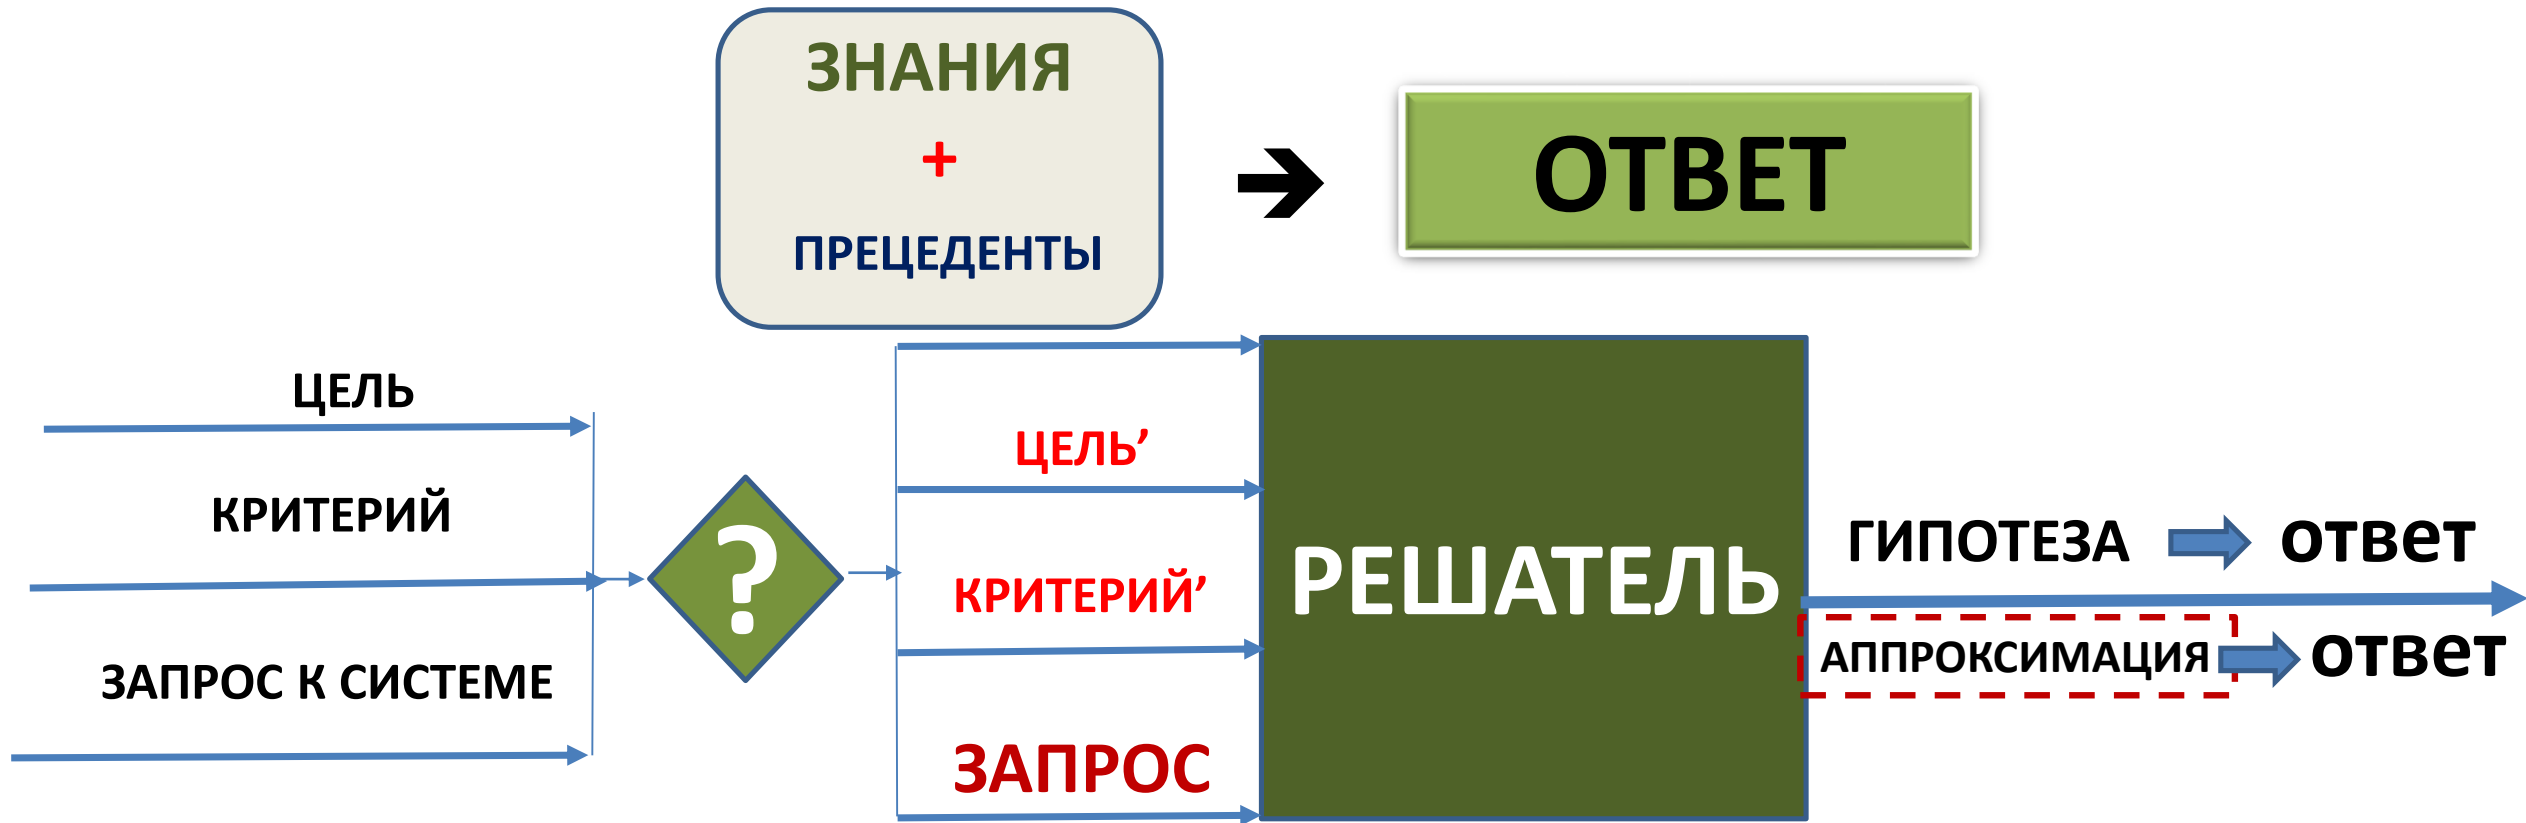 ЗНАНИЯ
+
ПРЕЦЕДЕНТЫ
ОТВЕТ
ЦЕЛЬ
КРИТЕРИЙ
ЗАПРОС К СИСТЕМЕ
?
ЦЕЛЬ’
КРИТЕРИЙ’
ЗАПРОС
РЕШАТЕЛЬ
ГИПОТЕЗА ответ
АППРОКСИМАЦИЯ ответ